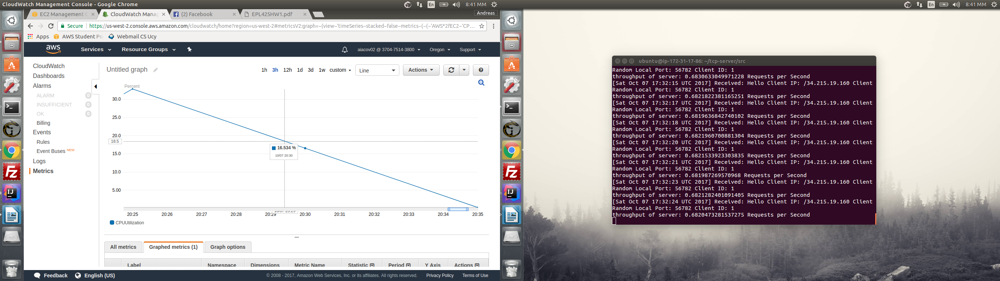 CloudWatch Management Console - Google Chrome
En
8:41 MM
En
8:41 MM
EC2 Management C
CloudWatch Manag
(2) Facebook
EPL425HW1.pdf
Andreas
Secure
https://us-west-2.console.aws.amazon.com/cloudwatch/home?region=us-west-2#metricsV2:graph=~(view~'timeSeries~stacked~false~metrics~(~(~'AWS*2fEC2~'CP...
Apps
AWS Student Po
Webmail CS Ucy
aws
Services
Resource Groups
aiacov02 @ 3704-7514-3800
Oregon
Support
CloudWatch
Dashboards
Alarms
ALARM 0
INSUFFICIENT 0
OK 0
Billing
Events
Rules
Event Buses NEW
Logs
Metrics
Untitled graph
1h 3h 12h 1d 3d 1w custom
Line
Actions
Percent
30.0
25.0
20.0
18.5
15.0
10.0
5.00
16.534 %
10/07 20:30
20:25 20:26 20:27 20:28 20:29 10/07 20:29 20:30 20:31 20:32 20:33 20:34 20:35
CPUUtilization
All metrics
Graphed metrics (1)
Graph options
Label Namespace Dimensions Metric Name Statistic Period Y Axis Actions
Feedback
English (US)
© 2008 - 2017, Amazon Web Services, Inc. or its affiliates. All rights reserved.
Privacy Policy
Terms of Use
ubuntu@ip-172-31-17-86: ~/tcp-server/src
Random Local Port: 56782 Client ID: 1
throughput of server: 0.6830633049971228 Requests per Second
[Sat Oct 07 17:32:15 UTC 2017] Received: Hello Client IP: /34.215.19.160 Client
Random Local Port: 56782 Client ID: 1
throughput of server: 0.6821822381165251 Requests per Second
[Sat Oct 07 17:32:17 UTC 2017] Received: Hello Client IP: /34.215.19.160 Client
Random Local Port: 56782 Client ID: 1
throughput of server: 0.6819636842740102 Requests per Second
[Sat Oct 07 17:32:18 UTC 2017] Received: Hello Client IP: /34.215.19.160 Client
Random Local Port: 56782 Client ID: 1
throughput of server: 0.6821960700881304 Requests per Second
[Sat Oct 07 17:32:20 UTC 2017] Received: Hello Client IP: /34.215.19.160 Client
Random Local Port: 56782 Client ID: 1
throughput of server: 0.6821533923303835 Requests per Second
[Sat Oct 07 17:32:21 UTC 2017] Received: Hello Client IP: /34.215.19.160 Client
Random Local Port: 56782 Client ID: 1
throughput of server: 0.681987269570968 Requests per Second
[Sat Oct 07 17:32:23 UTC 2017] Received: Hello Client IP: /34.215.19.160 Client
Random Local Port: 56782 Client ID: 1
throughput of server: 0.6821282401091405 Requests per Second
[Sat Oct 07 17:32:24 UTC 2017] Received: Hello Client IP: /34.215.19.160 Client
Random Local Port: 56782 Client ID: 1
throughput of server: 0.6820473281537275 Requests per Second